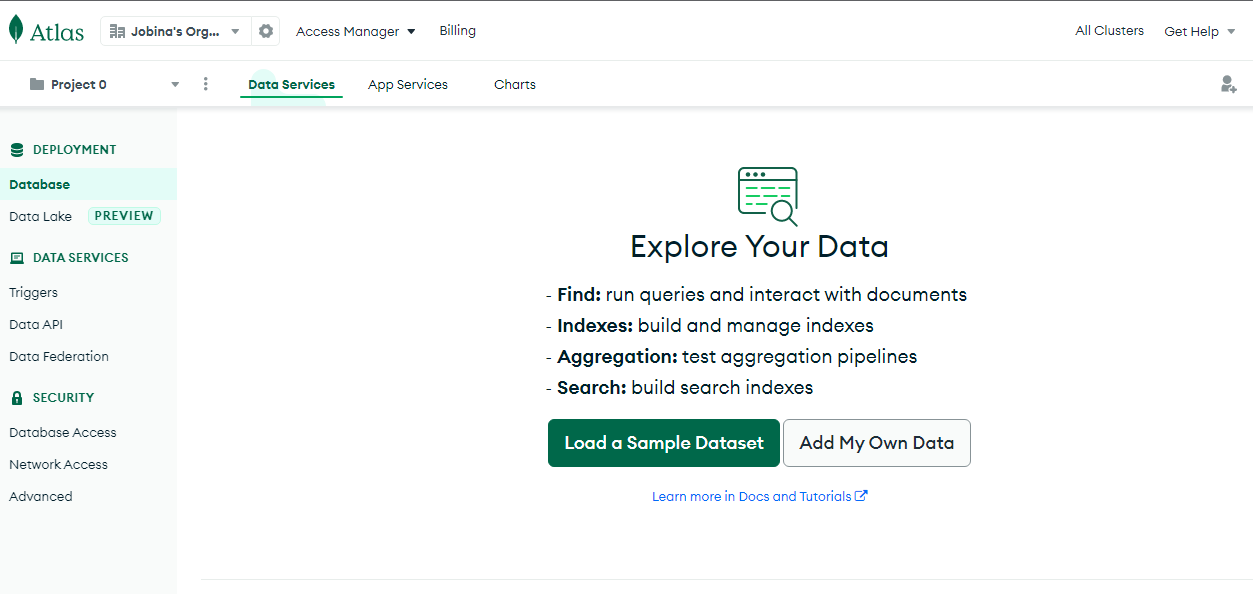 Atlas Jobina's Org... Access Manager Billing All Clusters Get Help
Project 0 Data Services App Services Charts
DEPLOYMENT
Database
Data Lake PREVIEW
DATA SERVICES
Triggers
Data API
Data Federation
SECURITY
Database Access
Network Access
Advanced
Explore Your Data
- Find: run queries and interact with documents
- Indexes: build and manage indexes
- Aggregation: test aggregation pipelines
- Search: build search indexes
Load a Sample Dataset Add My Own Data
Learn more in Docs and Tutorials